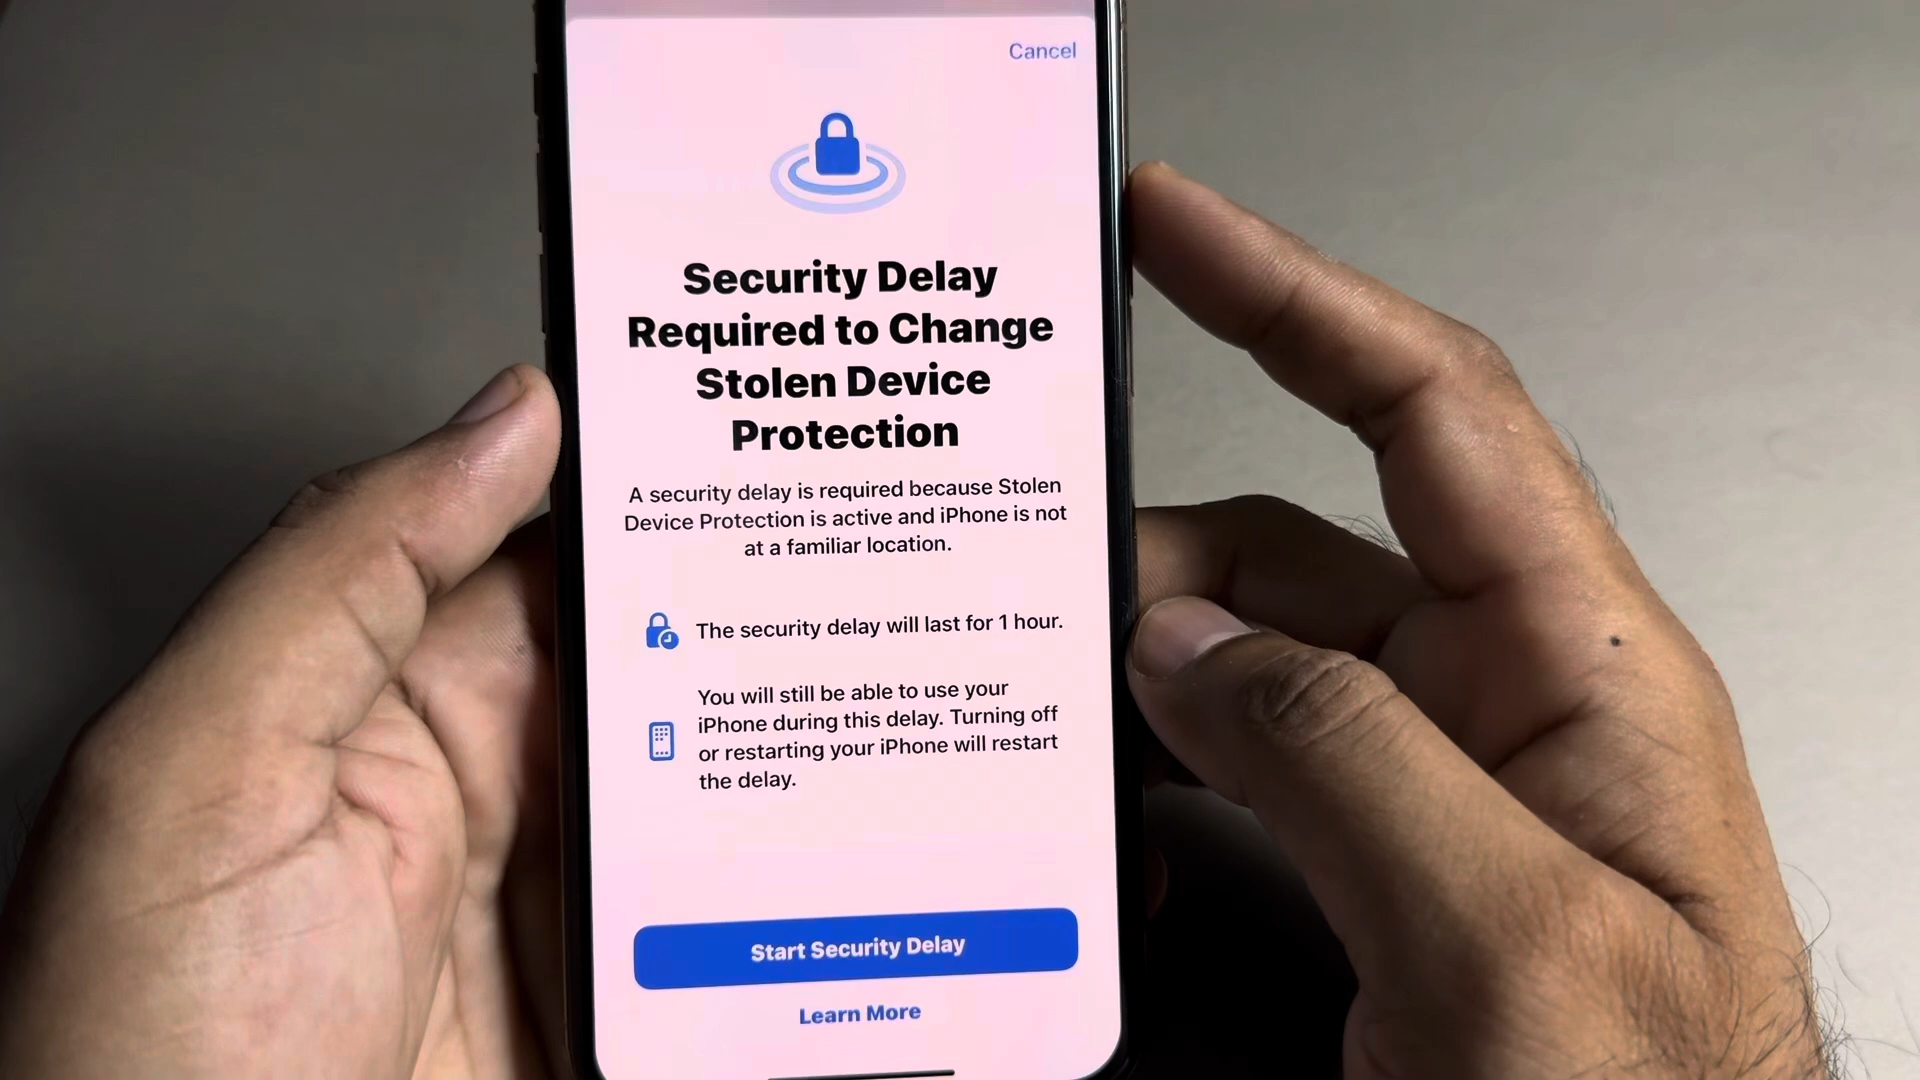 Cancel
Security Delay
Required to Change
Stolen Device
Protection
A security delay is required because Stolen
Device Protection is active and iPhone is not
at a familiar location.
The security delay will last for 1 hour.
You will still be able to use your
iPhone during this delay. Turning off
or restarting your iPhone will restart
the delay.
Start Security Delay
Learn More